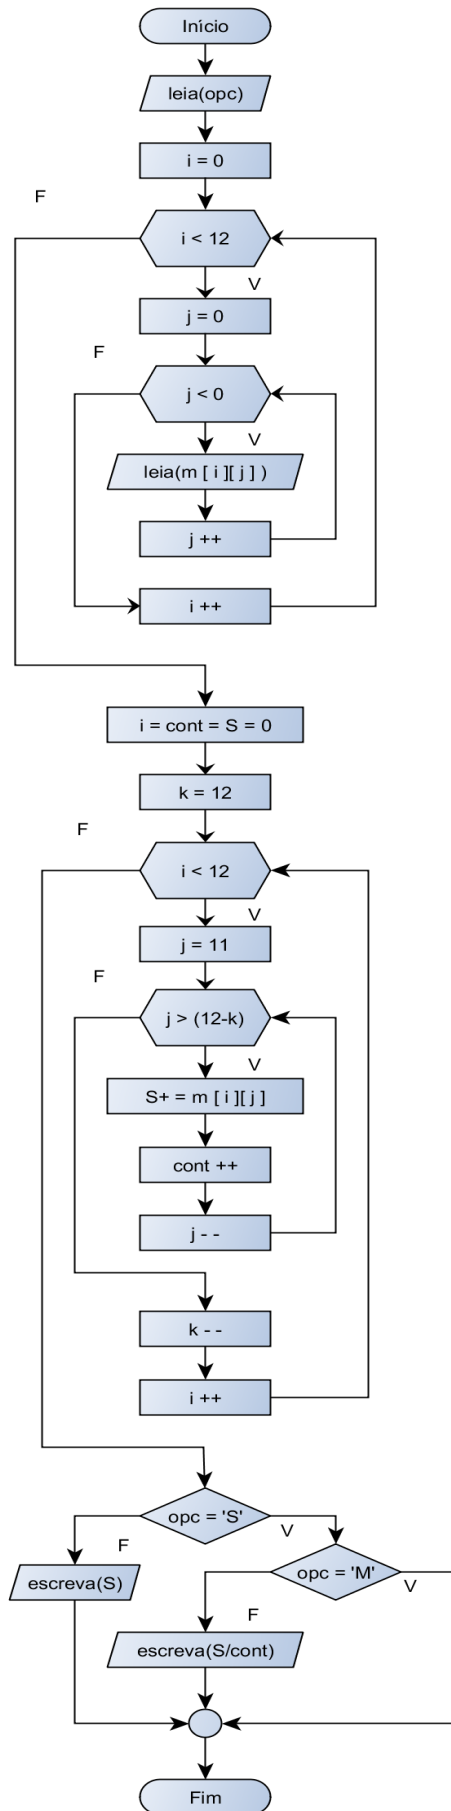 Início
leia(opc)
i = 0
F
i < 12
V
j = 0
F
j < 0
V
leia(m [ i ][ j ] )
j ++
i ++
i = cont = S = 0
k = 12
F
i < 12
V
j = 11
F
j > (12-k)
V
S+ = m [ i ][ j ]
cont ++
j - -
k - -
i ++
opc = 'S'
V
F
escreva(S)
opc = 'M'
V
F
escreva(S/cont)
Fim